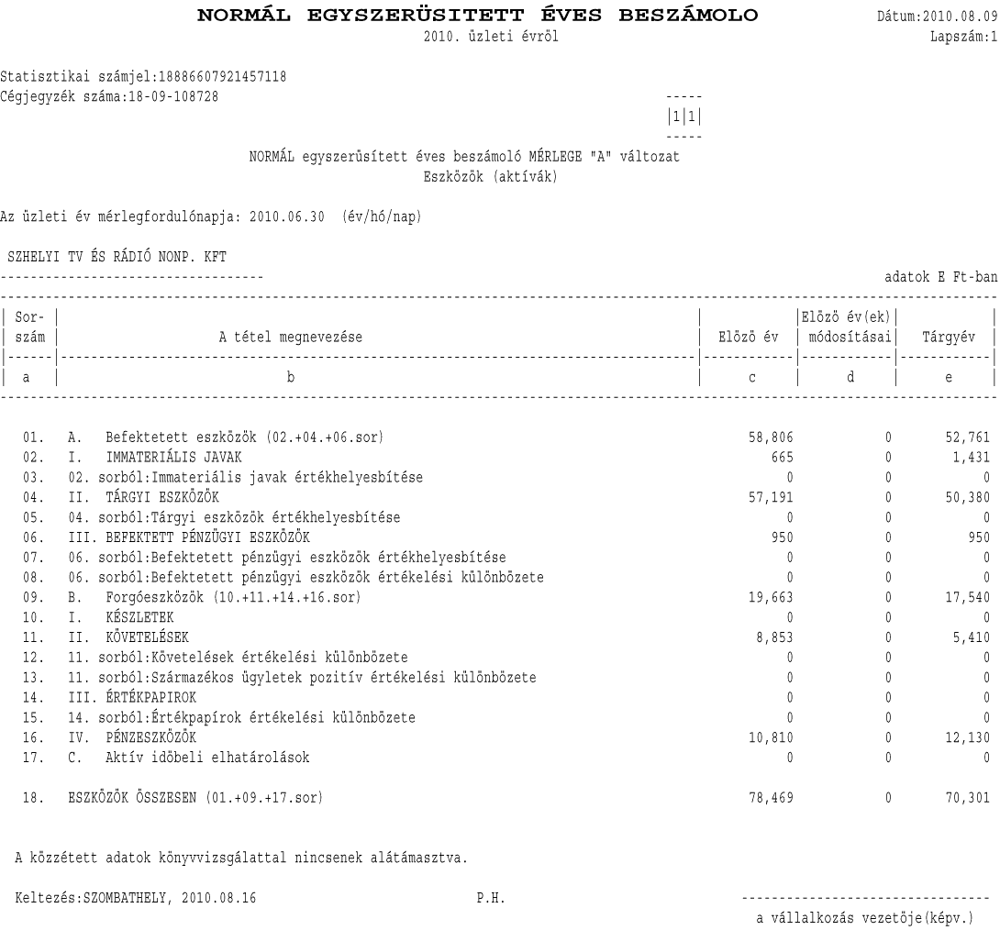 NORMÁL EGYSZERÜSITETT ÉVES BESZÁMOLO Dátum:2010.08.09
2010. üzleti évröl Lapszám:1
Statisztikai számjel:18886607921457118
Cégjegyzék száma:18-09-108728 -----
|1|1|
-----
NORMÁL egyszerüsített éves beszámoló MÉRLEGE "A" változat
Eszközök (aktívák)
Az üzleti év mérlegfordulónapja: 2010.06.30 (év/hó/nap)
SZHELYI TV ÉS RÁDIÓ NONP. KFT
adatok E Ft-ban
| Sor- | | |Elözö év(ek)| |
| szám | A tétel megnevezése | Elözö év | módosításai| Tárgyév |
| a | b | c | d | e |
01. A. Befektetett eszközök (02.+04.+06.sor) 58,806 0 52,761
02. I. IMMATERIÁLIS JAVAK 665 0 1,431
03. 02. sorból:Immateriális javak értékhelyesbítése 0 0 0
04. II. TÁRGYI ESZKÖZÖK 57,191 0 50,380
05. 04. sorból:Tárgyi eszközök értékhelyesbítése 0 0 0
06. III. BEFEKTETT PÉNZÜGYI ESZKÖZÖK 950 0 950
07. 06. sorból:Befektetett pénzügyi eszközök értékhelyesbítése 0 0 0
08. 06. sorból:Befektetett pénzügyi eszközök értékelési különbözete 0 0 0
09. B. Forgóeszközök (10.+11.+14.+16.sor) 19,663 0 17,540
10. I. KÉSZLETEK 0 0 0
11. II. KÖVETELÉSEK 8,853 0 5,410
12. 11. sorból:Követelések értékelési különbözete 0 0 0
13. 11. sorból:Származékos ügyletek pozitív értékelési különbözete 0 0 0
14. III. ÉRTÉKPAPIROK 0 0 0
15. 14. sorból:Értékpapírok értékelési különbözete 0 0 0
16. IV. PÉNZESZKÖZÖK 10,810 0 12,130
17. C. Aktív idöbeli elhatárolások 0 0 0
18. ESZKÖZÖK ÖSSZESEN (01.+09.+17.sor) 78,469 0 70,301
A közzétett adatok könyvvizsgálattal nincsenek alátámasztva.
Keltezés:SZOMBATHELY, 2010.08.16 P.H. ---------------------------------
a vállalkozás vezetöje(képv.)